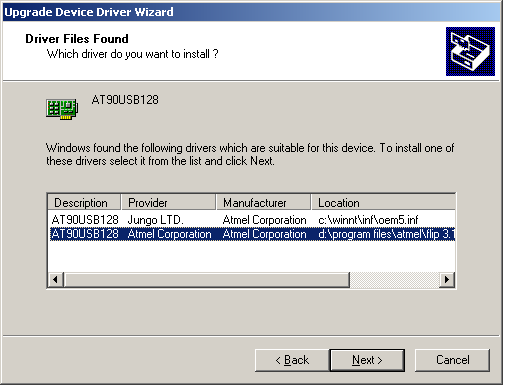 Upgrade Device Driver Wizard
Driver Files Found
Which driver do you want to install ?
AT90USB128
Windows found the following drivers which are suitable for this device. To install one of
these drivers select it from the list and click Next.
Description Provider Manufacturer Location
AT90USB128 Jungo LTD. Atmel Corporation c:\winnt\inf\oem5.inf
AT90USB128 Atmel Corporation Atmel Corporation d:\program files\atmel\flip 3.1
< Back Next > Cancel